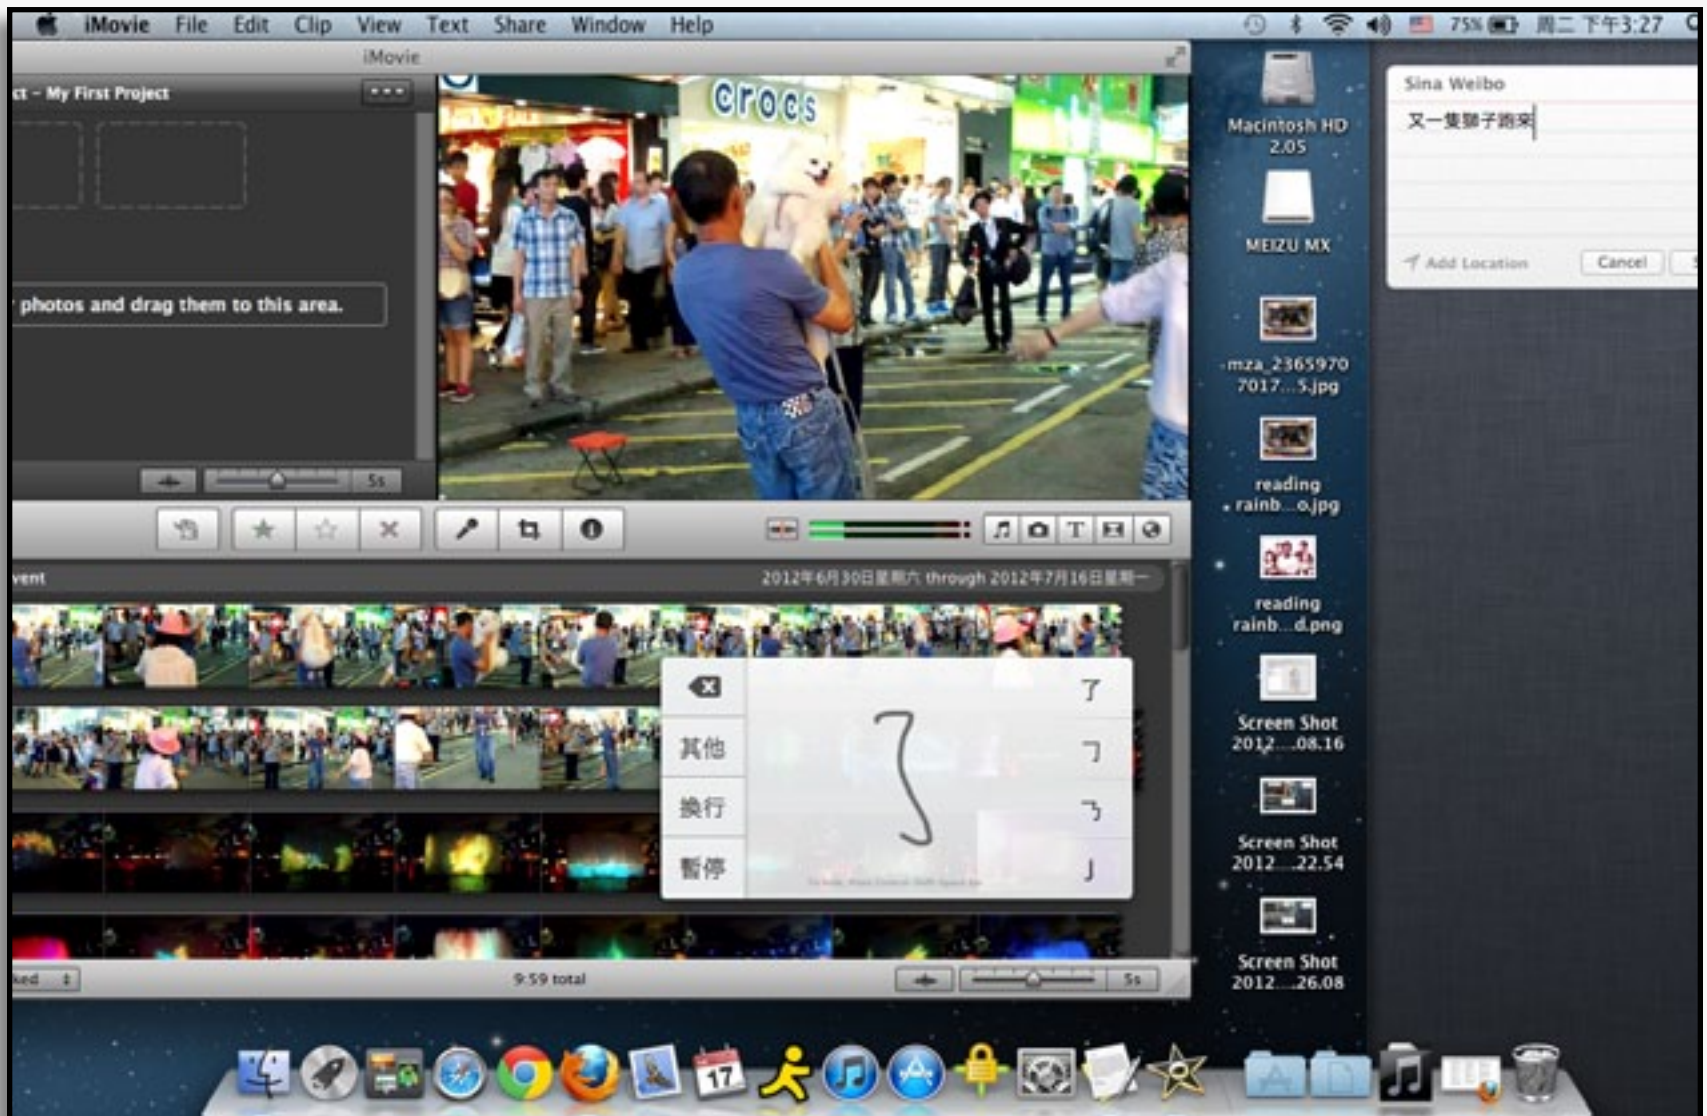 iMovie File Edit Clip View Text Share Window Help
75% 周二 下午3:27
iMovie
ct - My First Project
photos and drag them to this area.
5s
crocs
Macintosh HD
2.05
MEIZU MX
mza_2365970
7017...5.jpg
reading
rainb...o.jpg
reading
rainb...d.png
Screen Shot
2012....08.16
Screen Shot
2012....22.54
Screen Shot
2012...26.08
Sina Weibo
又一隻獅子跑來
Add Location
Cancel
vent
2012年6月30日星期六 through 2012年7月16日星期一
其他
換行
暫停
了
㇆
㇋
亅
ked
9:59 total
5s
17